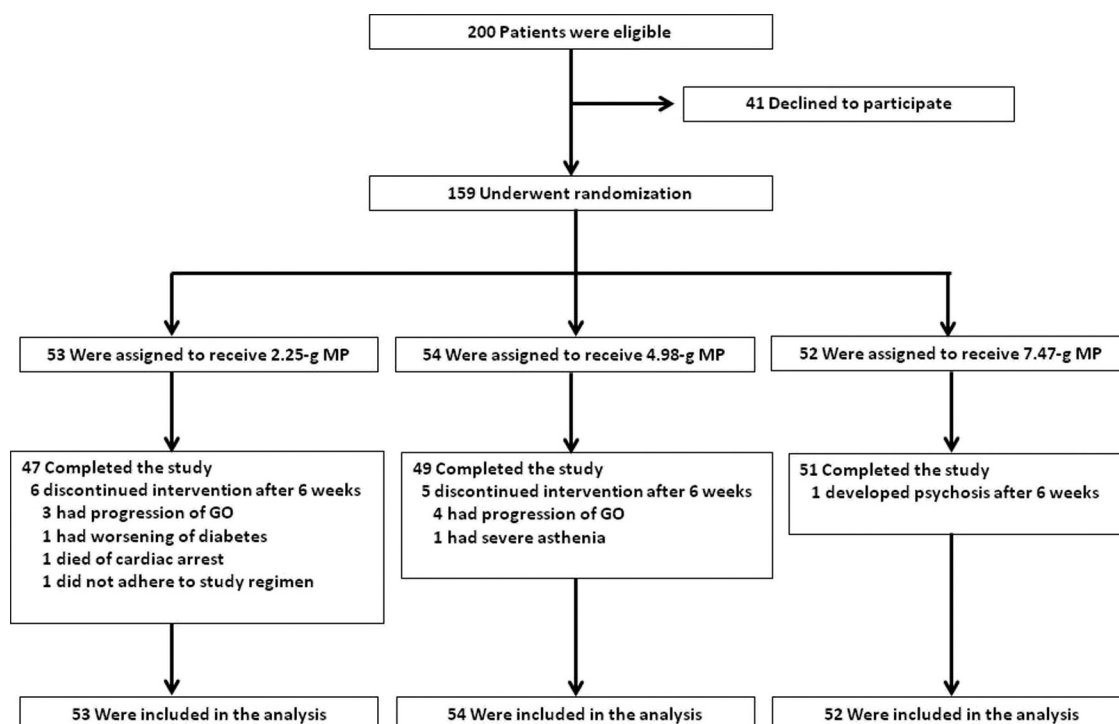 200 Patients were eligible
41 Declined to participate
159 Underwent randomization
53 Were assigned to receive 2.25-g MP
54 Were assigned to receive 4.98-g MP
52 Were assigned to receive 7.47-g MP
47 Completed the study
6 discontinued intervention after 6 weeks
3 had progression of GO
1 had worsening of diabetes
1 died of cardiac arrest
1 did not adhere to study regimen
49 Completed the study
5 discontinued intervention after 6 weeks
4 had progression of GO
1 had severe asthenia
51 Completed the study
1 developed psychosis after 6 weeks
53 Were included in the analysis
54 Were included in the analysis
52 Were included in the analysis